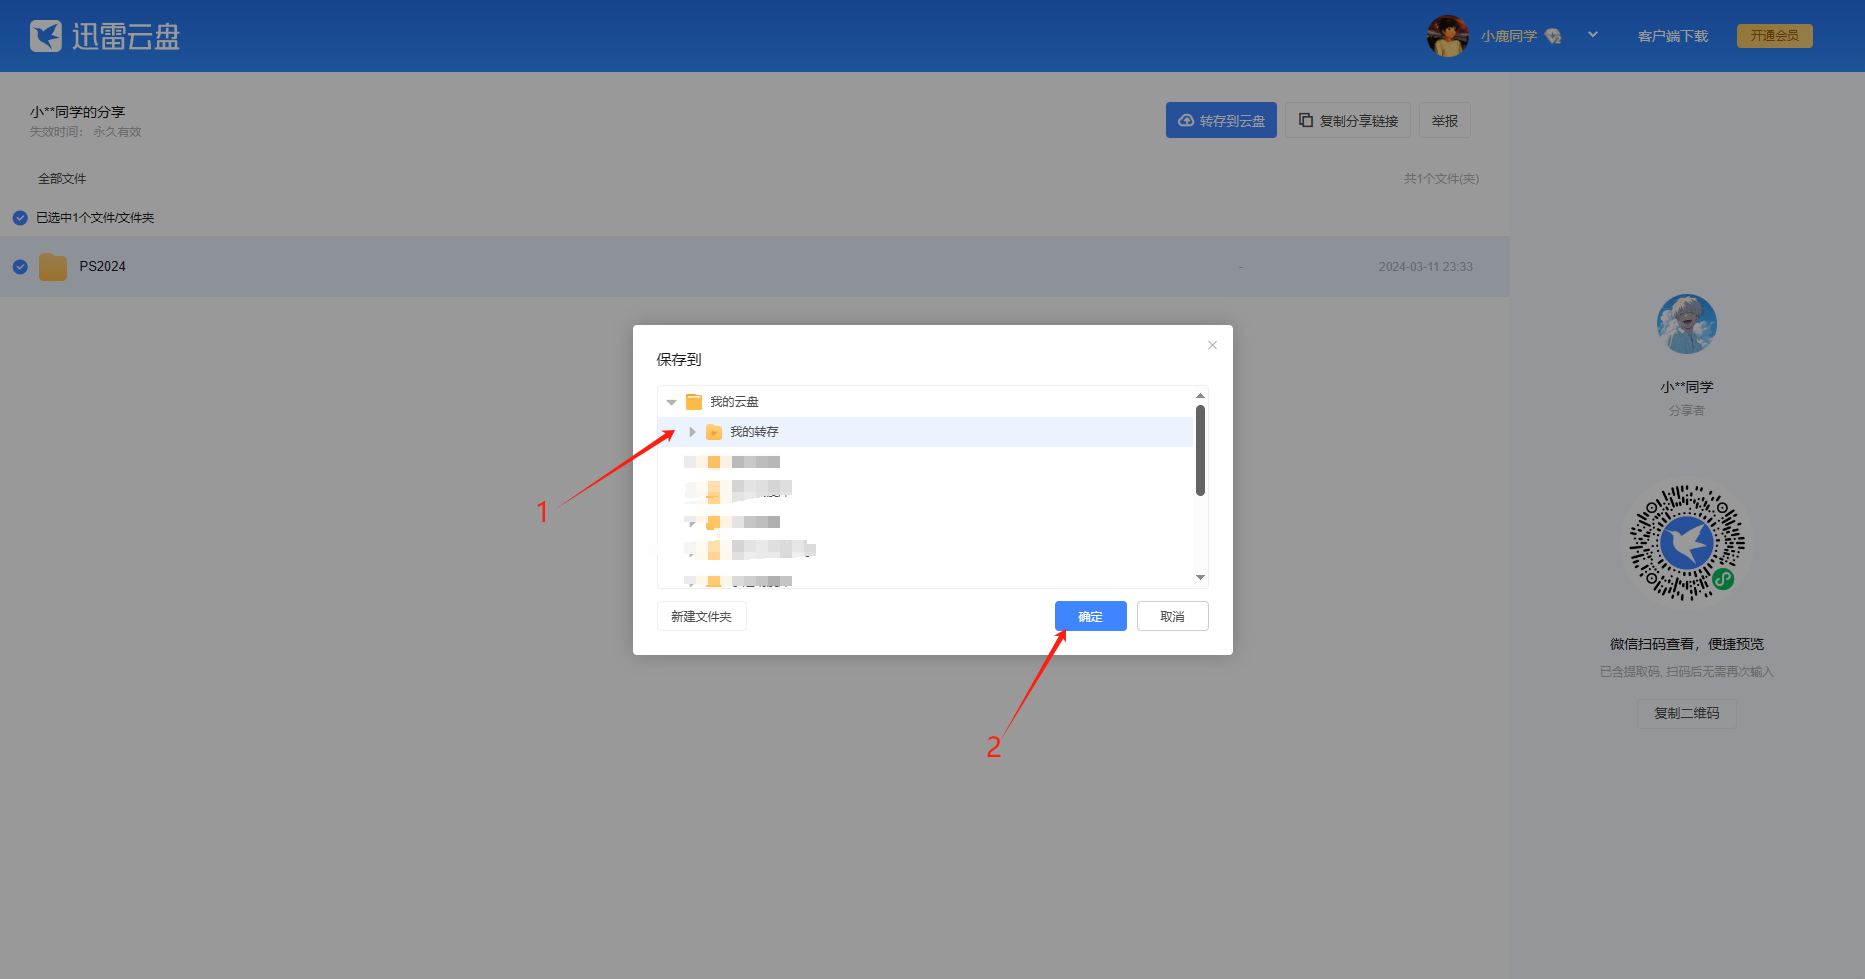 迅雷云盘
小鹿同学
客户端下载
开通会员
小**同学的分享
失效时间： 永久有效
转存到云盘
复制分享链接
举报
全部文件
共1个文件(夹)
已选中1个文件/文件夹
PS2024
-
2024-03-11 23:33
保存到
我的云盘
我的转存
1
新建文件夹
确定
取消
2
小**同学
分享者
微信扫码查看，便捷预览
已含提取码, 扫码后无需再次输入
复制二维码